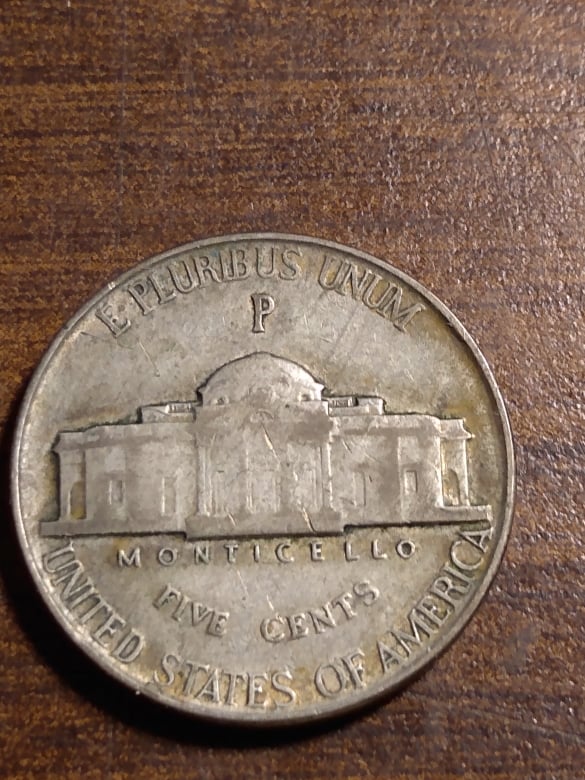 E PLURIBUS UNUM
P
MONTICELLO
FIVE CENTS
UNITED STATES OF AMERICA